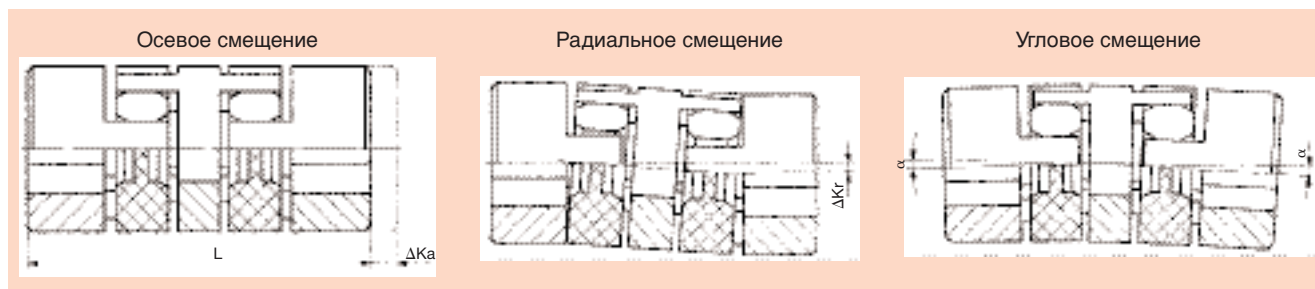 Осевое смещение
L
ΔKa
Радиальное смещение
ΔKr
Угловое смещение
α
α